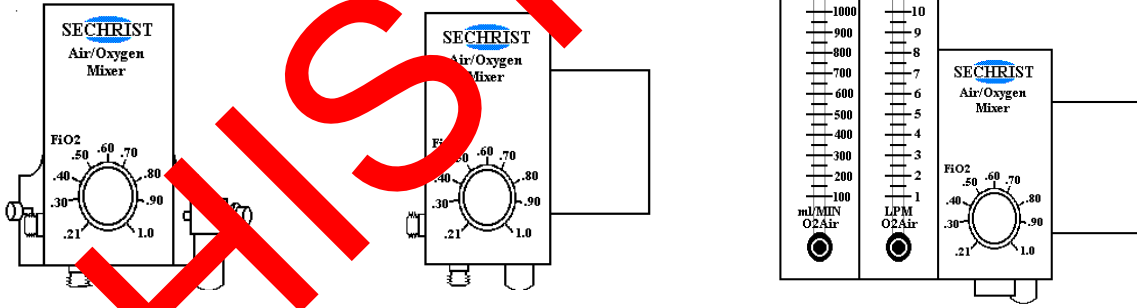 SECHRIST
Air/Oxygen
Mixer
FiO2
.50 .60 .70
.40 .80
.30 .90
.21 1.0
SECHRIST
Air/Oxygen
Mixer
.60 .70
.40 .80
.30 .90
.21 1.0
HIS
1000
900
800
700
600
500
400
300
200
100
ml/MIN
O2Air
10
9
8
7
6
5
4
3
2
1
LPM
O2Air
SECHRIST
Air/Oxygen
Mixer
FiO2
.50 .60 .70
.40 .80
.30 .90
.21 1.0